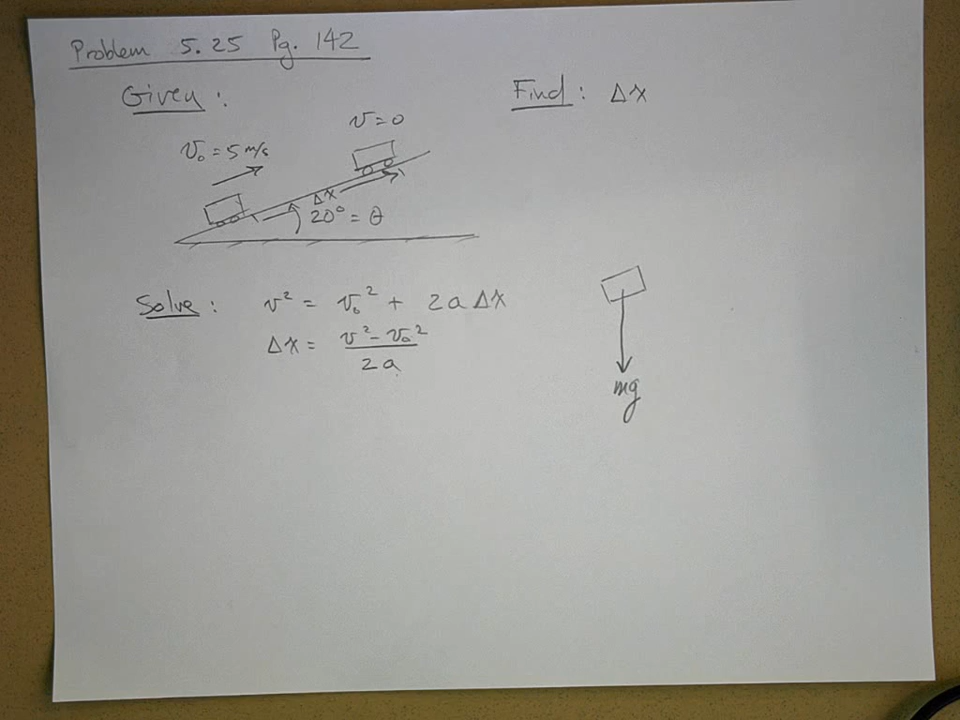 Problem 5.25 Pg. 142
Given:
Find: Δx
v=0
v₀ = 5 m/s
Δx
20° = θ
Solve: v² = v₀² + 2aΔx
Δx = (v² - v₀²)/2a
mg